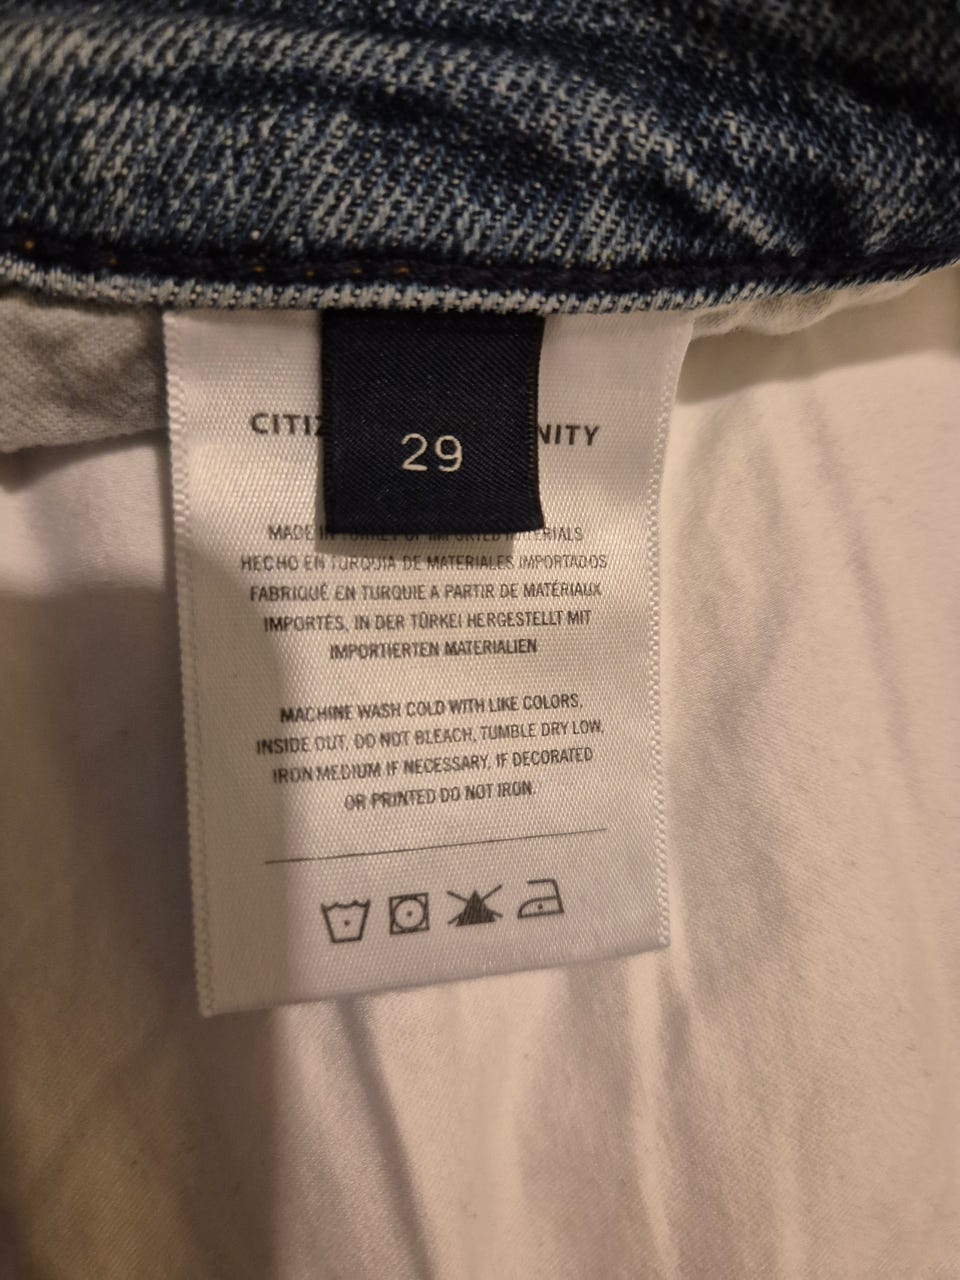 CITIZ NITY
29
MADE IN TURKEY OF IMPORTED MATERIALS
HECHO EN TURQUIA DE MATERIALES IMPORTADOS
FABRIQUÉ EN TURQUIE A PARTIR DE MATÉRIAUX
IMPORTÉS, IN DER TÜRKEI HERGESTELLT MIT
IMPORTIERTEN MATERIALIEN
MACHINE WASH COLD WITH LIKE COLORS,
INSIDE OUT, DO NOT BLEACH, TUMBLE DRY LOW,
IRON MEDIUM IF NECESSARY, IF DECORATED
OR PRINTED DO NOT IRON.